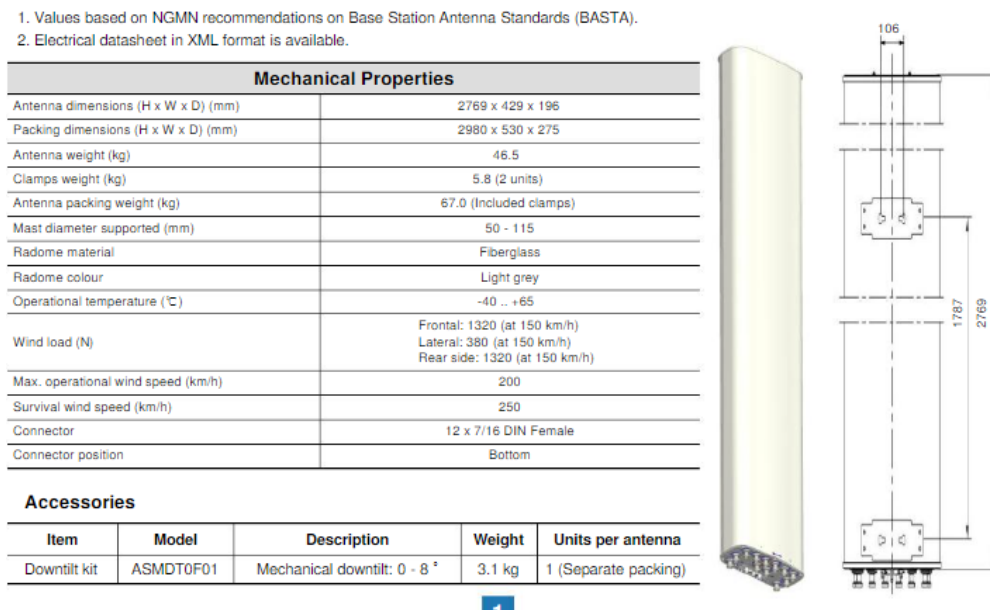 1. Values based on NGMN recommendations on Base Station Antenna Standards (BASTA).
2. Electrical datasheet in XML format is available.
Mechanical Properties
Antenna dimensions (H x W x D) (mm) 2769 x 429 x 196
Packing dimensions (H x W x D) (mm) 2980 x 530 x 275
Antenna weight (kg) 46.5
Clamps weight (kg) 5.8 (2 units)
Antenna packing weight (kg) 67.0 (Included clamps)
Mast diameter supported (mm) 50 - 115
Radome material Fiberglass
Radome colour Light grey
Operational temperature (℃) -40 .. +65
Wind load (N) Frontal: 1320 (at 150 km/h)
Lateral: 380 (at 150 km/h)
Rear side: 1320 (at 150 km/h)
Max. operational wind speed (km/h) 200
Survival wind speed (km/h) 250
Connector 12 x 7/16 DIN Female
Connector position Bottom
Accessories
Item Model Description Weight Units per antenna
Downtilt kit ASMDT0F01 Mechanical downtilt: 0 - 8 ° 3.1 kg 1 (Separate packing)
106
1787
2769